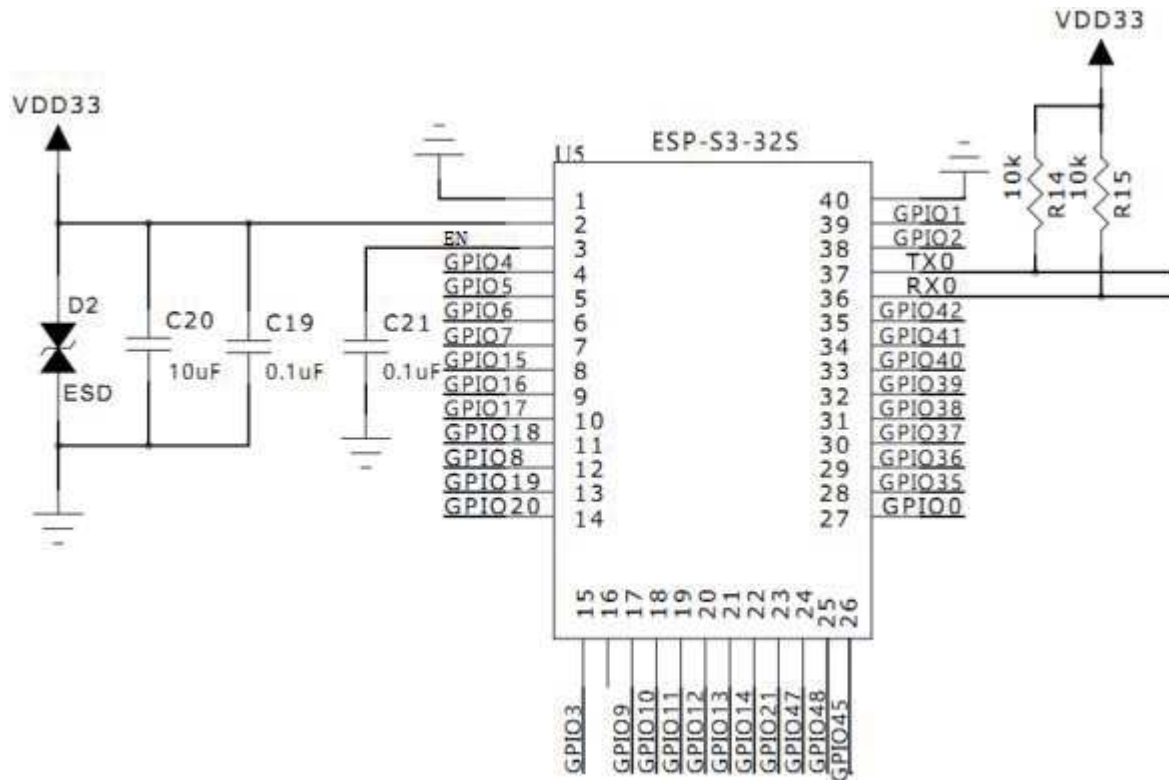 VDD33
VDD33
ESP-S3-32S
U5
10k
R14
10k
R15
1
40
GPIO1
2
39
EN
GPIO2
3
38
GPIO4
TX0
4
37
GPIO5
RX0
5
36
GPIO6
GPIO42
6
35
GPIO7
GPIO41
7
34
GPIO15
GPIO40
8
33
GPIO16
GPIO39
9
32
GPIO17
GPIO38
10
31
GPIO18
GPIO37
11
30
GPIO8
GPIO36
12
29
GPIO19
GPIO35
13
28
GPIO20
GPIO0
14
27
D2
ESD
C20
10uF
C19
0.1uF
C21
0.1uF
15
16
17
18
19
20
21
22
23
24
25
26
GPIO3
GPIO9
GPIO10
GPIO11
GPIO12
GPIO13
GPIO14
GPIO21
GPIO47
GPIO48
GPIO45